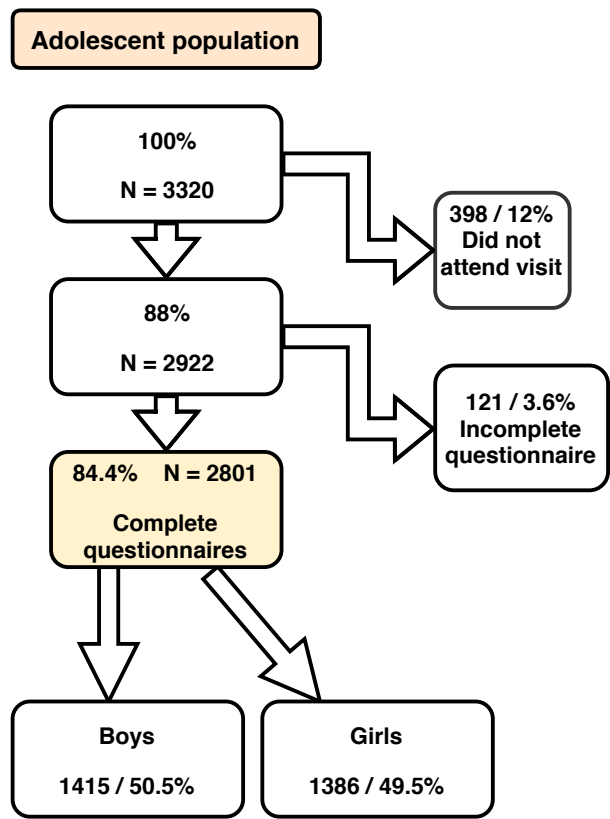 Adolescent population
100%
N = 3320
398 / 12%
Did not
attend visit
88%
N = 2922
121 / 3.6%
Incomplete
questionnaire
84.4% N = 2801
Complete
questionnaires
Boys
1415 / 50.5%
Girls
1386 / 49.5%